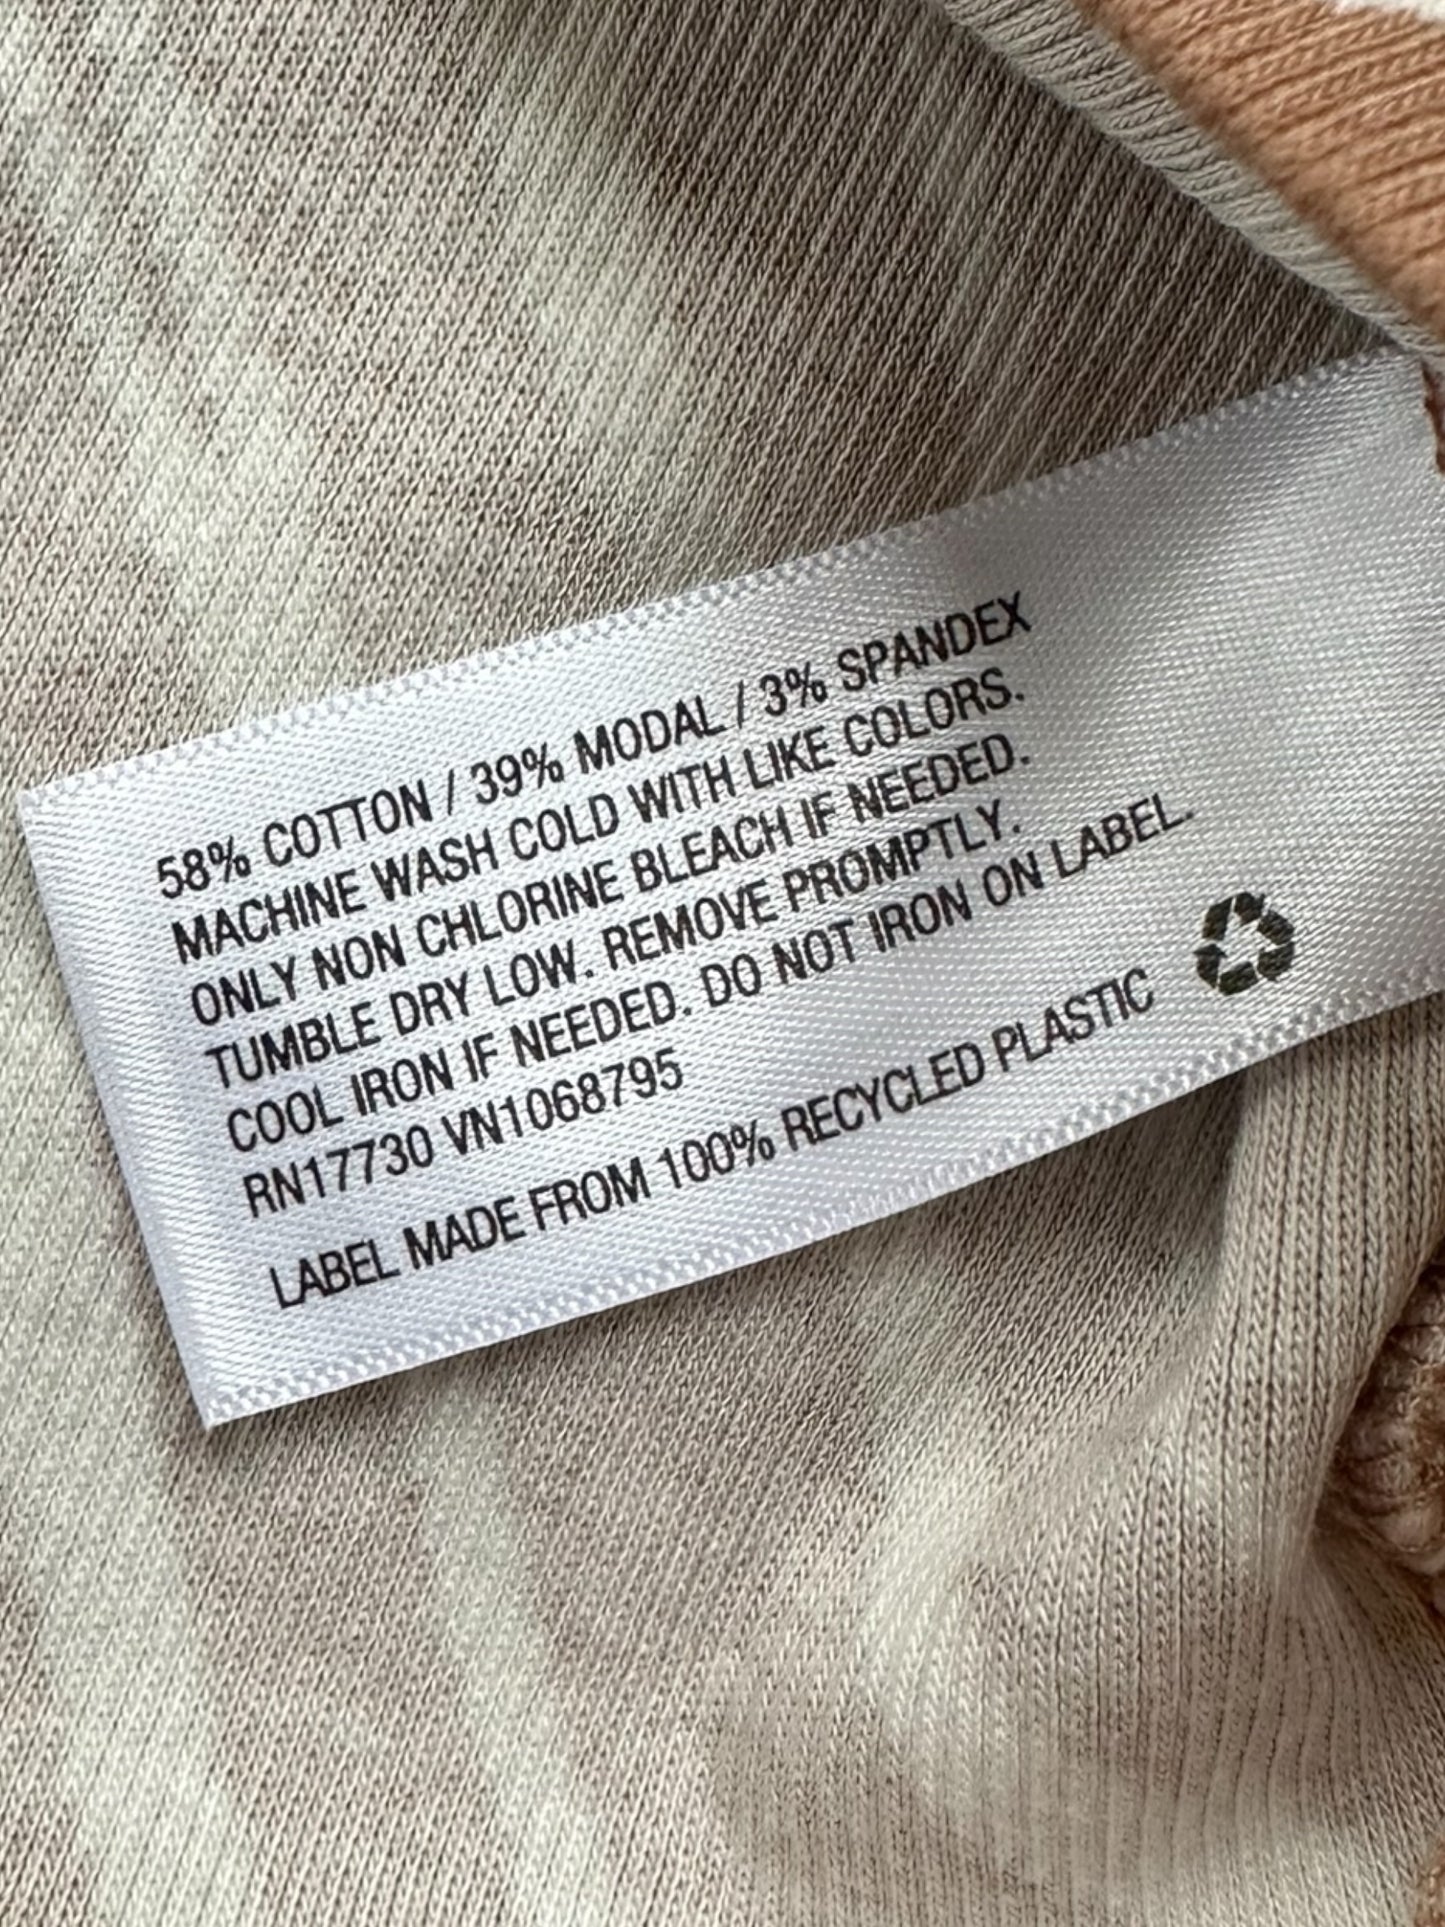 58% COTTON / 39% MODAL / 3% SPANDEX
MACHINE WASH COLD WITH LIKE COLORS.
ONLY NON CHLORINE BLEACH IF NEEDED.
TUMBLE DRY LOW. REMOVE PROMPTLY.
COOL IRON IF NEEDED. DO NOT IRON ON LABEL.
RN17730 VN1068795
LABEL MADE FROM 100% RECYCLED PLASTIC